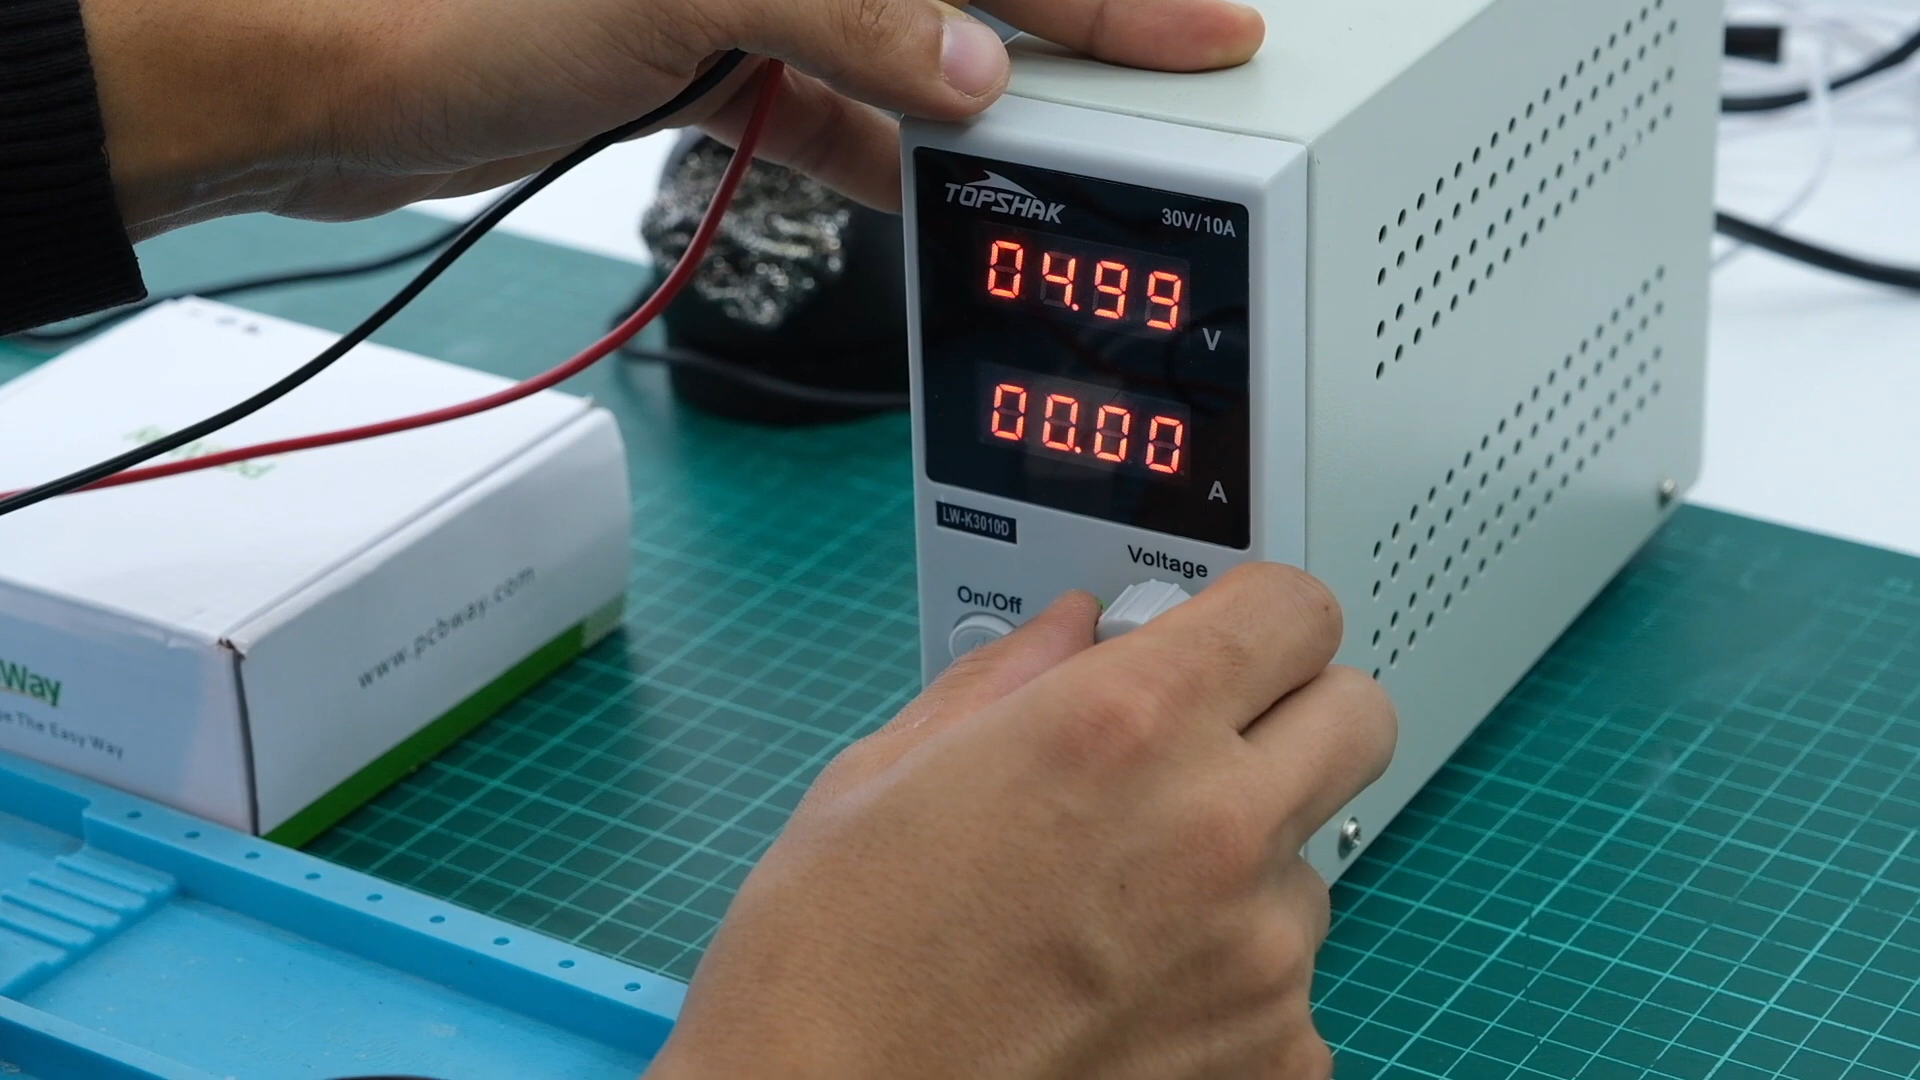 TOPSHAK
30V/10A
04.99
V
00.00
A
LW-K3010D
Voltage
On/Off
www.pcbway.com
Way
The Easy Way